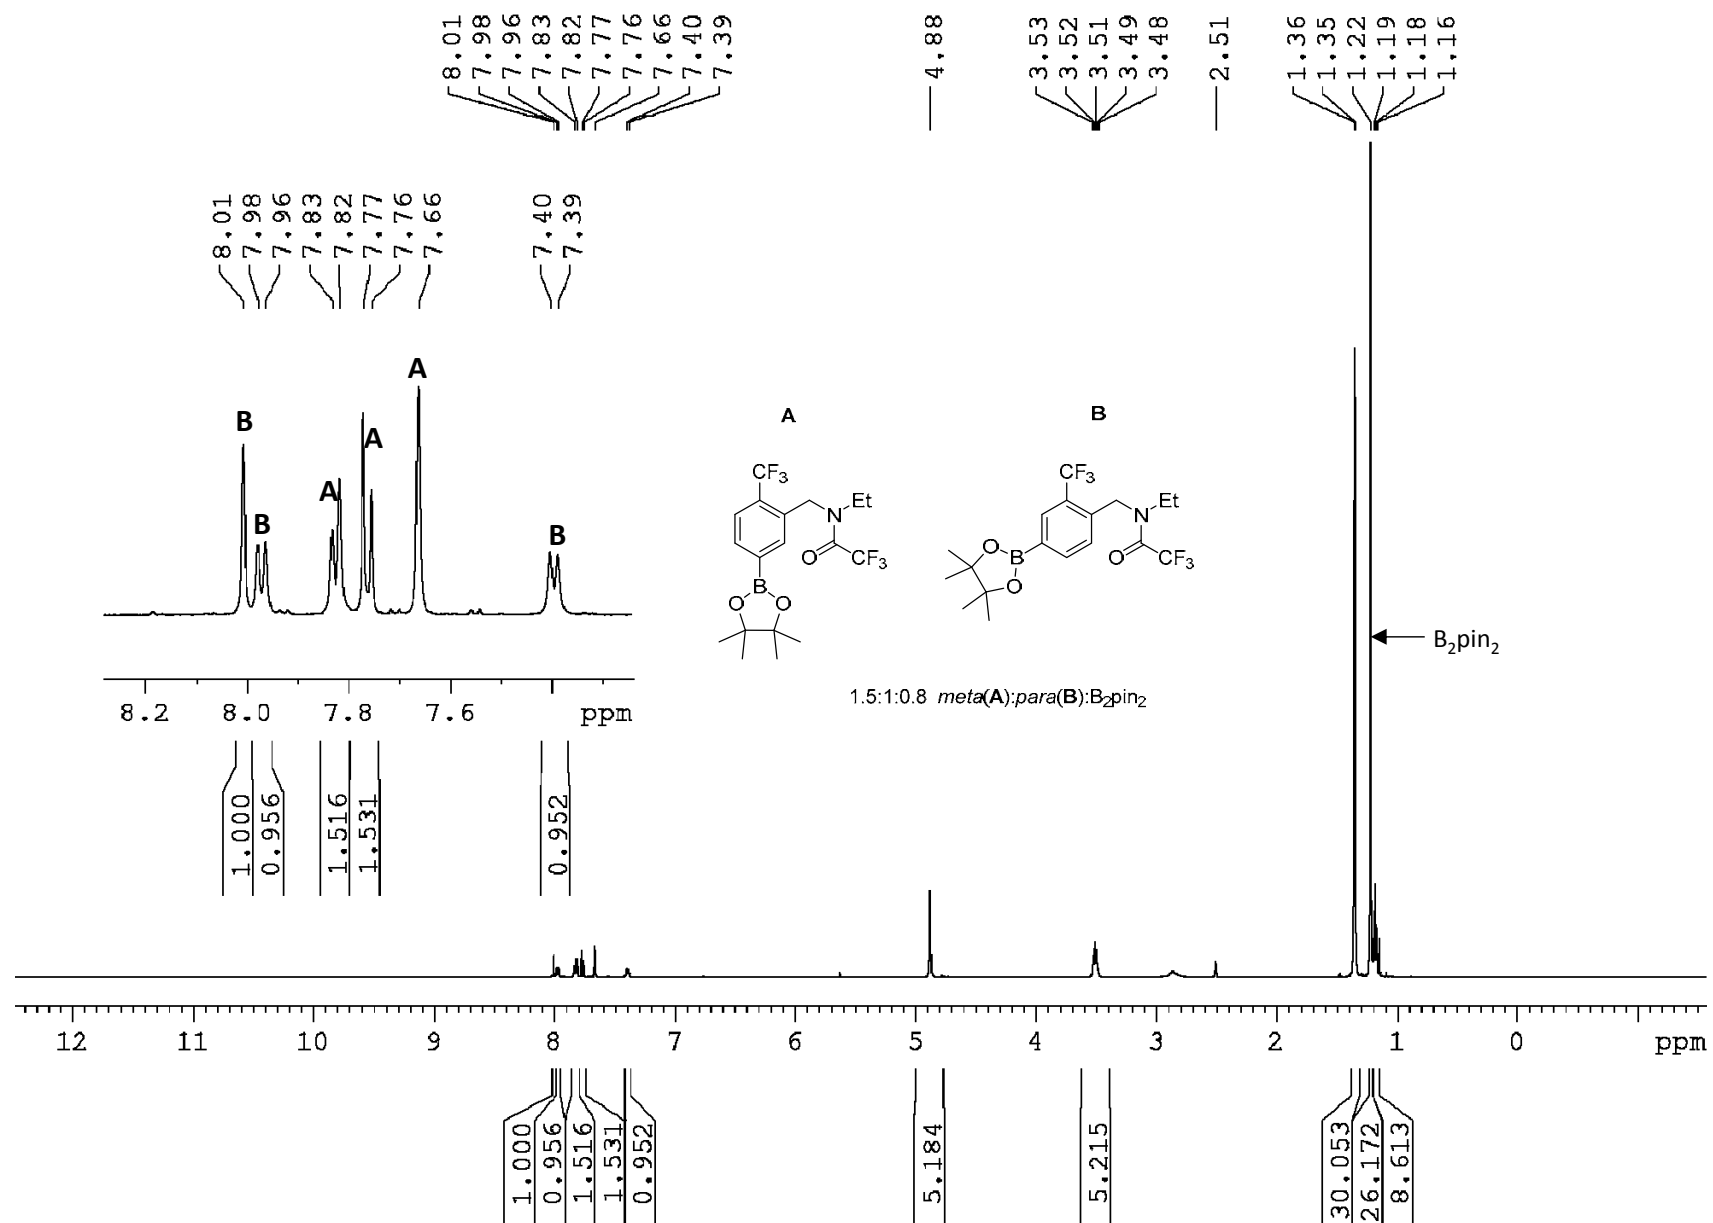 8.01 7.98 7.96 7.83 7.82 7.77 7.76 7.66 7.40 7.39 4.88 3.53 3.52 3.51 3.49 3.48 2.51 1.36 1.35 1.22 1.19 1.18 1.16
8.01 7.98 7.96 7.83 7.82 7.77 7.76 7.66 7.40 7.39
A
B
A
A
B
B
8.2 8.0 7.8 7.6 ppm
1.000 0.956 1.516 1.531 0.952
A
CF3
Et
N
O
CF3
B
O O
B
CF3
Et
N
O
B
O
O
CF3
B2pin2
1.5:1:0.8 meta(A):para(B):B2pin2
12 11 10 9 8 7 6 5 4 3 2 1 0 ppm
1.000 0.956 1.516 1.531 0.952 5.184 5.215 30.053 26.172 8.613